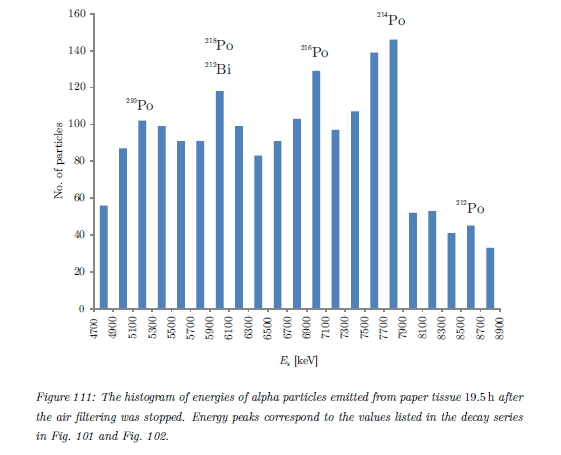 160
140
120
100
80
60
40
20
0
No. of particles
²¹⁰Po
²¹⁸Po
²¹²Bi
²¹⁶Po
²¹⁴Po
²¹²Po
4700 4900 5100 5300 5500 5700 5900 6100 6300 6500 6700 6900 7100 7300 7500 7700 7900 8100 8300 8500 8700 8900
Eₖ [keV]
Figure 111: The histogram of energies of alpha particles emitted from paper tissue 19.5 h after
the air filtering was stopped. Energy peaks correspond to the values listed in the decay series
in Fig. 101 and Fig. 102.